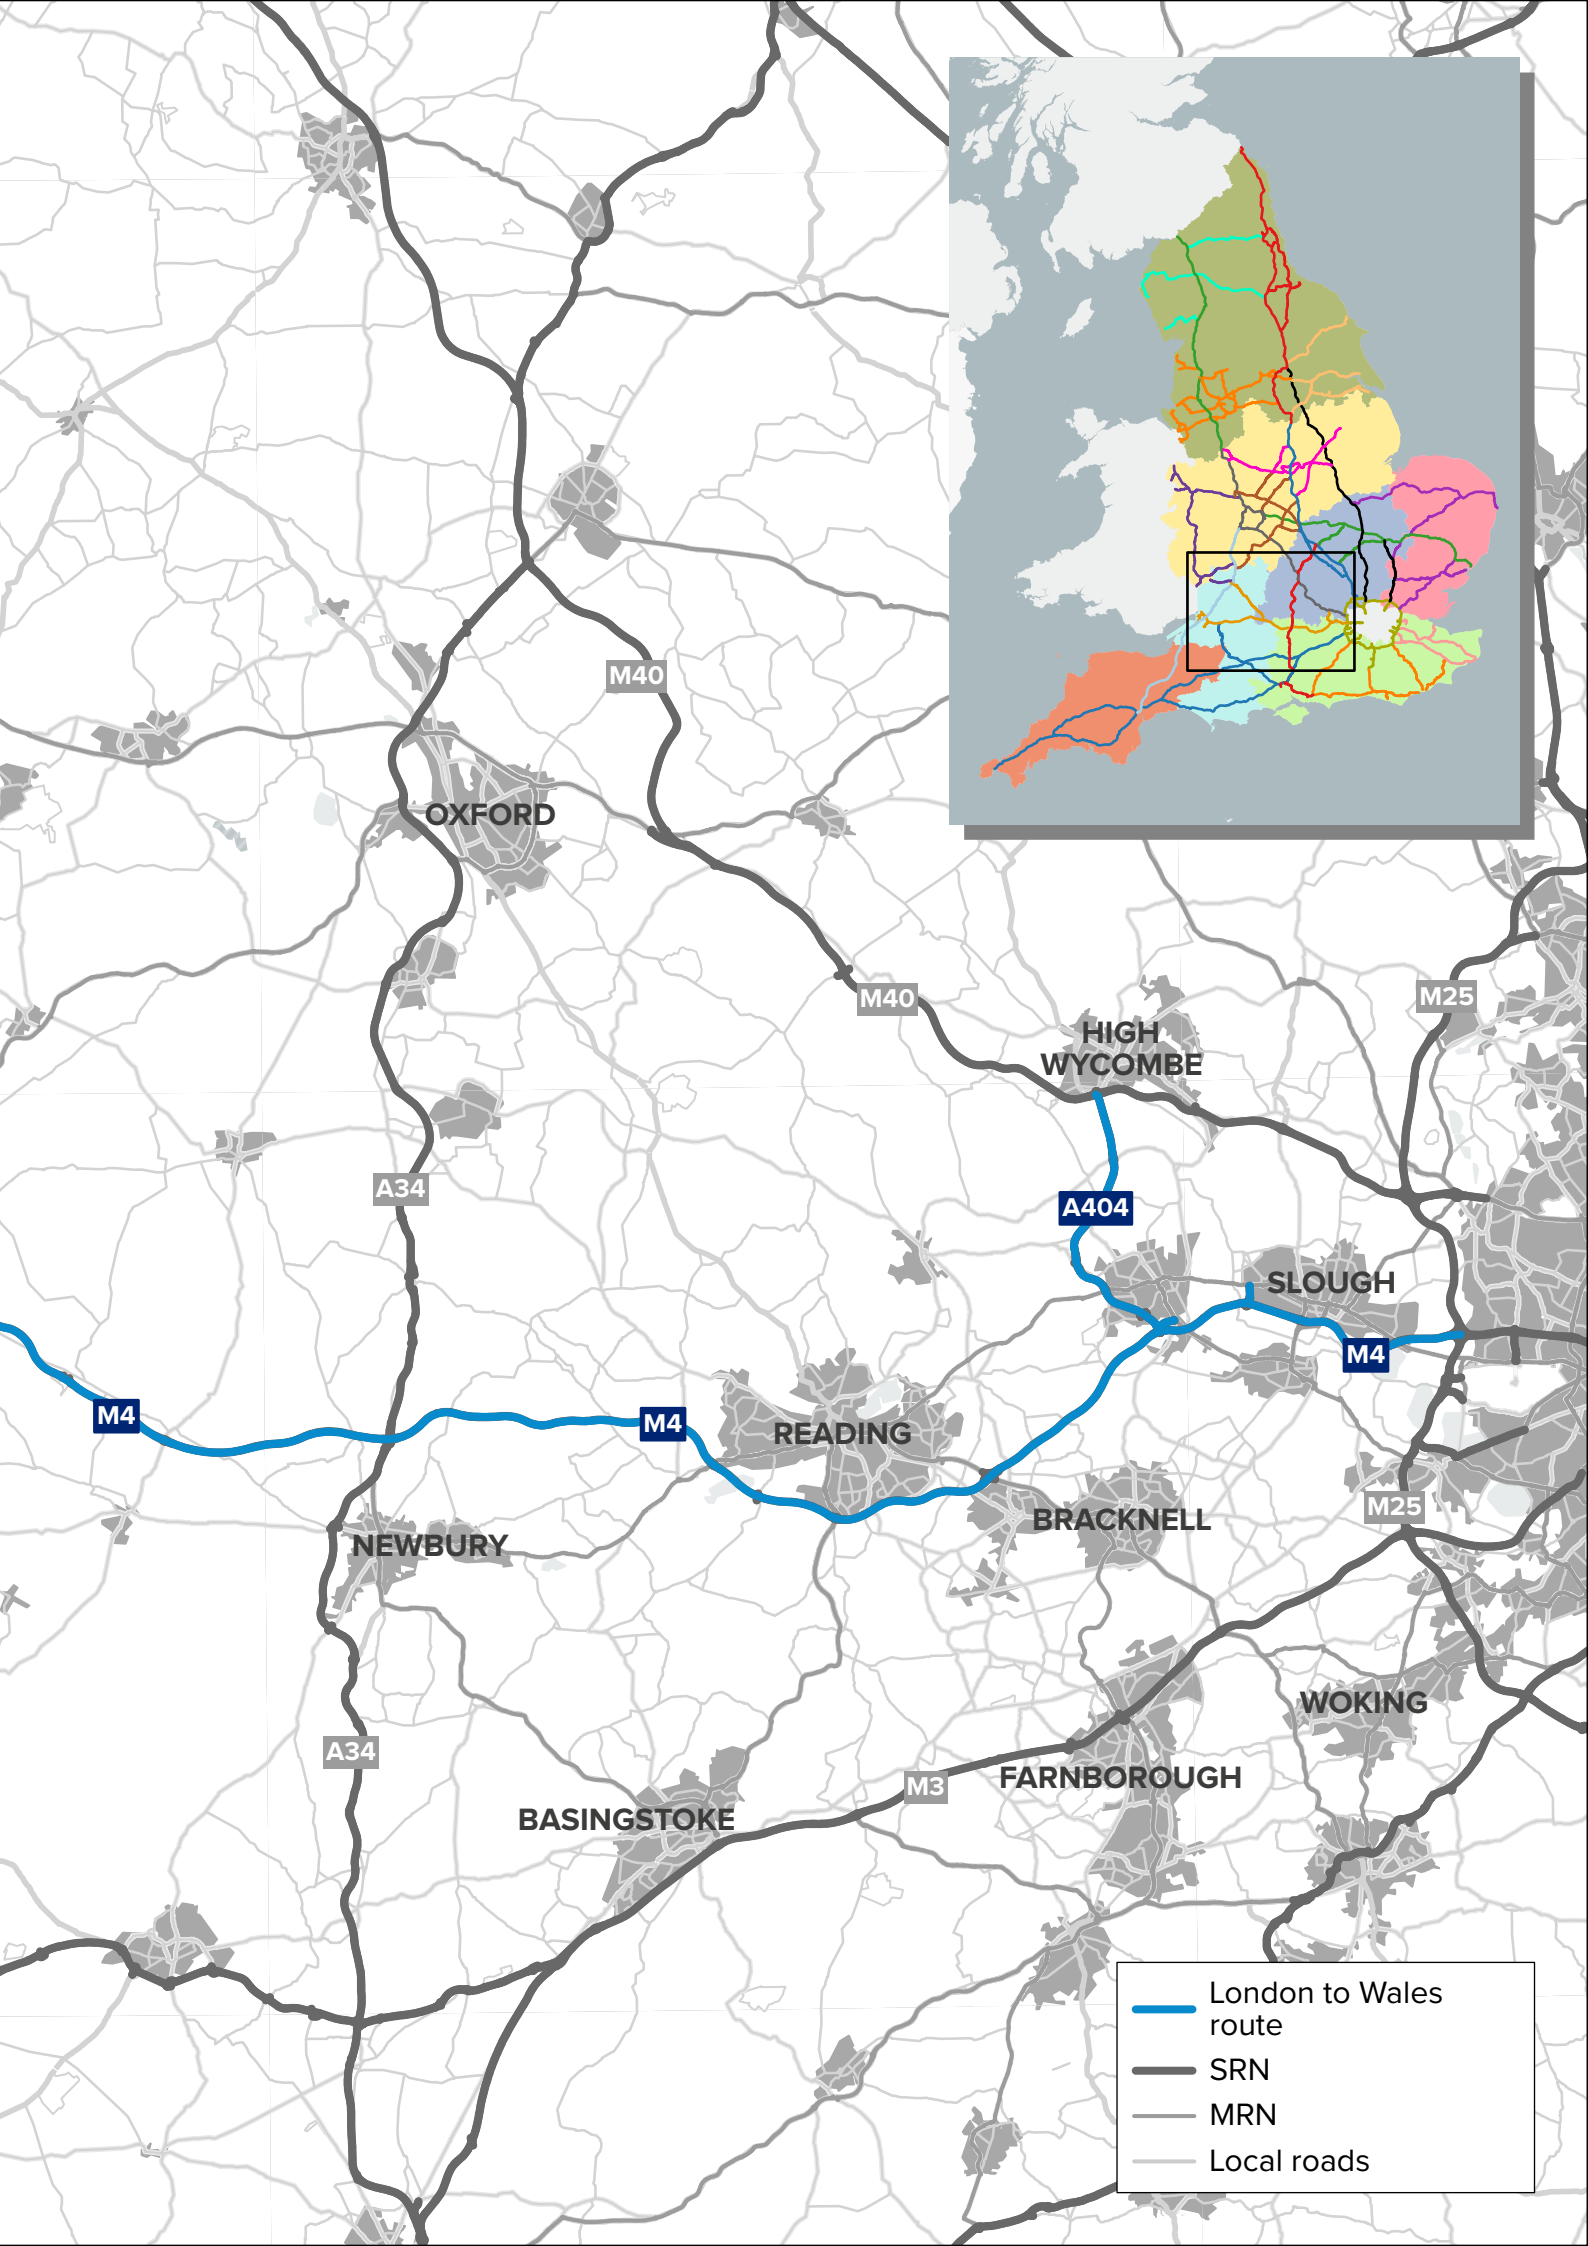 M40
OXFORD
M40
M25
HIGH
WYCOMBE
A34
A404
SLOUGH
M4
M4
M4
READING
M25
BRACKNELL
NEWBURY
WOKING
A34
FARNBOROUGH
M3
BASINGSTOKE
London to Wales
route
SRN
MRN
Local roads